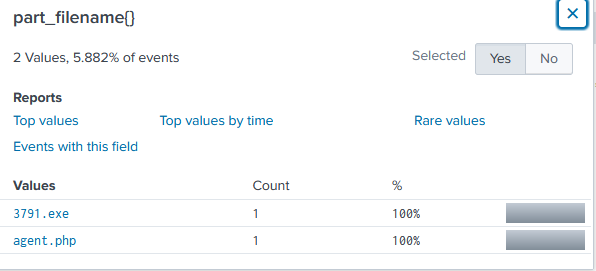 part_filename{}
2 Values, 5.882% of events
Selected Yes No
Reports
Top values Top values by time Rare values
Events with this field
Values Count %
3791.exe 1 100%
agent.php 1 100%